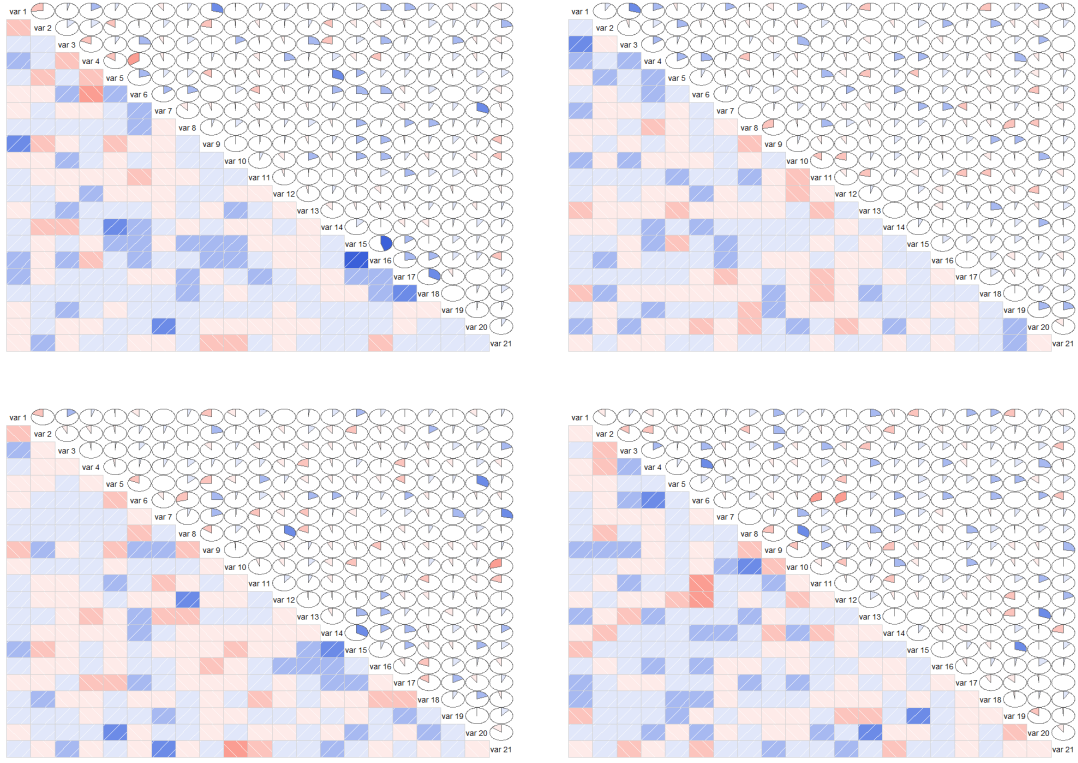 var 1
var 2
var 3
var 4
var 5
var 6
var 7
var 8
var 9
var 10
var 11
var 12
var 13
var 14
var 15
var 16
var 17
var 18
var 19
var 20
var 21
var 1
var 2
var 3
var 4
var 5
var 6
var 7
var 8
var 9
var 10
var 11
var 12
var 13
var 14
var 15
var 16
var 17
var 18
var 19
var 20
var 21
var 1
var 2
var 3
var 4
var 5
var 6
var 7
var 8
var 9
var 10
var 11
var 12
var 13
var 14
var 15
var 16
var 17
var 18
var 19
var 20
var 21
var 1
var 2
var 3
var 4
var 5
var 6
var 7
var 8
var 9
var 10
var 11
var 12
var 13
var 14
var 15
var 16
var 17
var 18
var 19
var 20
var 21